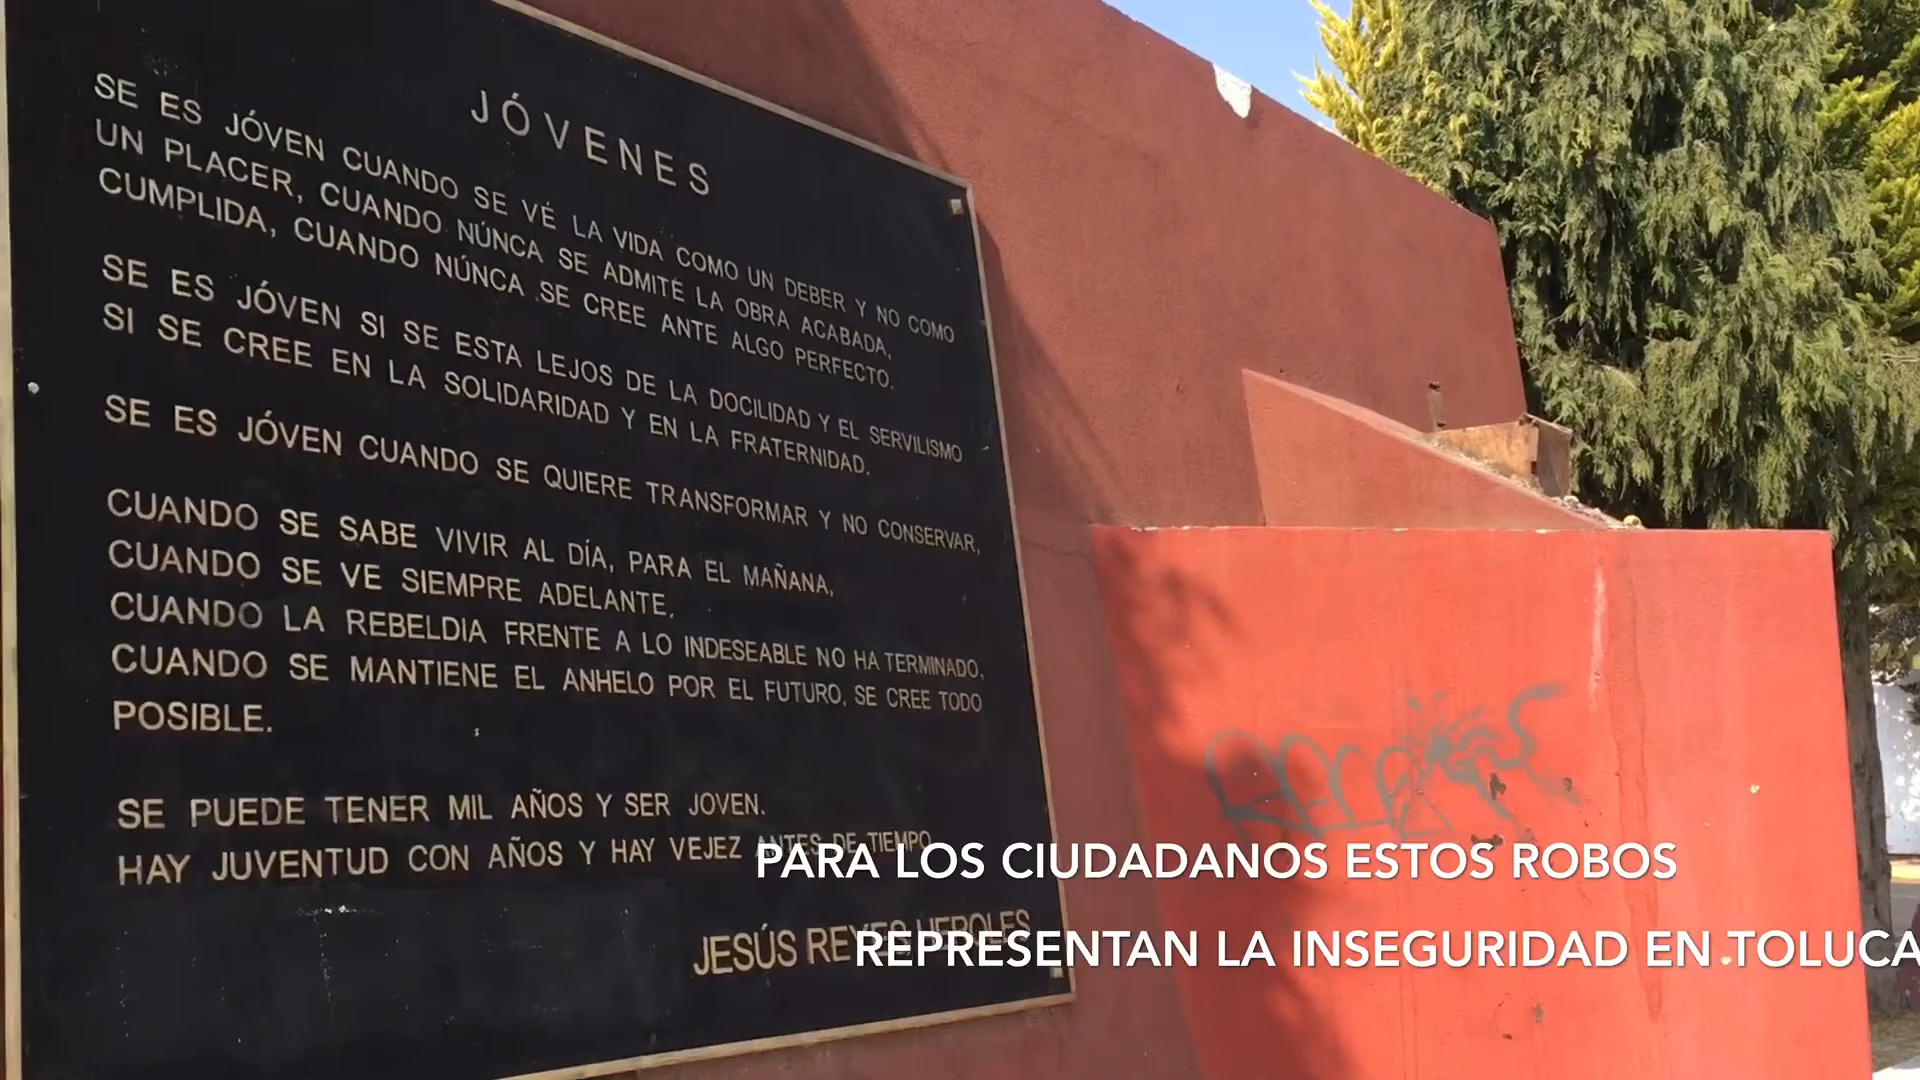 JÓVENES
SE ES JÓVEN CUANDO SE VÉ LA VIDA COMO UN DEBER Y NO COMO
UN PLACER, CUANDO NÚNCA SE ADMITE LA OBRA ACABADA,
CUMPLIDA, CUANDO NÚNCA SE CREE ANTE ALGO PERFECTO.
SE ES JÓVEN SI SE ESTA LEJOS DE LA DOCILIDAD Y EL SERVILISMO
SI SE CREE EN LA SOLIDARIDAD Y EN LA FRATERNIDAD.
SE ES JÓVEN CUANDO SE QUIERE TRANSFORMAR Y NO CONSERVAR,
CUANDO SE SABE VIVIR AL DÍA, PARA EL MAÑANA,
CUANDO SE VE SIEMPRE ADELANTE,
CUANDO LA REBELDIA FRENTE A LO INDESEABLE NO HA TERMINADO,
CUANDO SE MANTIENE EL ANHELO POR EL FUTURO, SE CREE TODO
POSIBLE.
SE PUEDE TENER MIL AÑOS Y SER JOVEN.
HAY JUVENTUD CON AÑOS Y HAY VEJEZ ANTES DE TIEMPO
JESÚS REYES HEROLES
PARA LOS CIUDADANOS ESTOS ROBOS
REPRESENTAN LA INSEGURIDAD EN TOLUCA